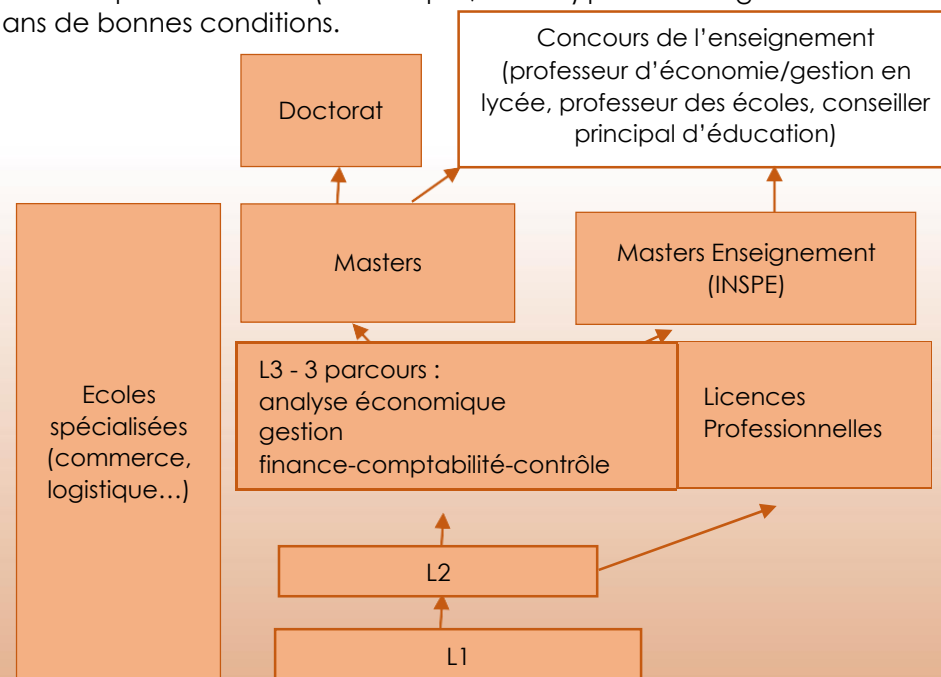 ans de bonnes conditions.
Concours de l'enseignement
(professeur d'économie/gestion en
lycée, professeur des écoles, conseiller
principal d'éducation)
Doctorat
Masters
Masters Enseignement
(INSPE)
L3 - 3 parcours :
analyse économique
gestion
finance-comptabilité-contrôle
Licences
Professionnelles
Ecoles
spécialisées
(commerce,
logistique…)
L2
L1